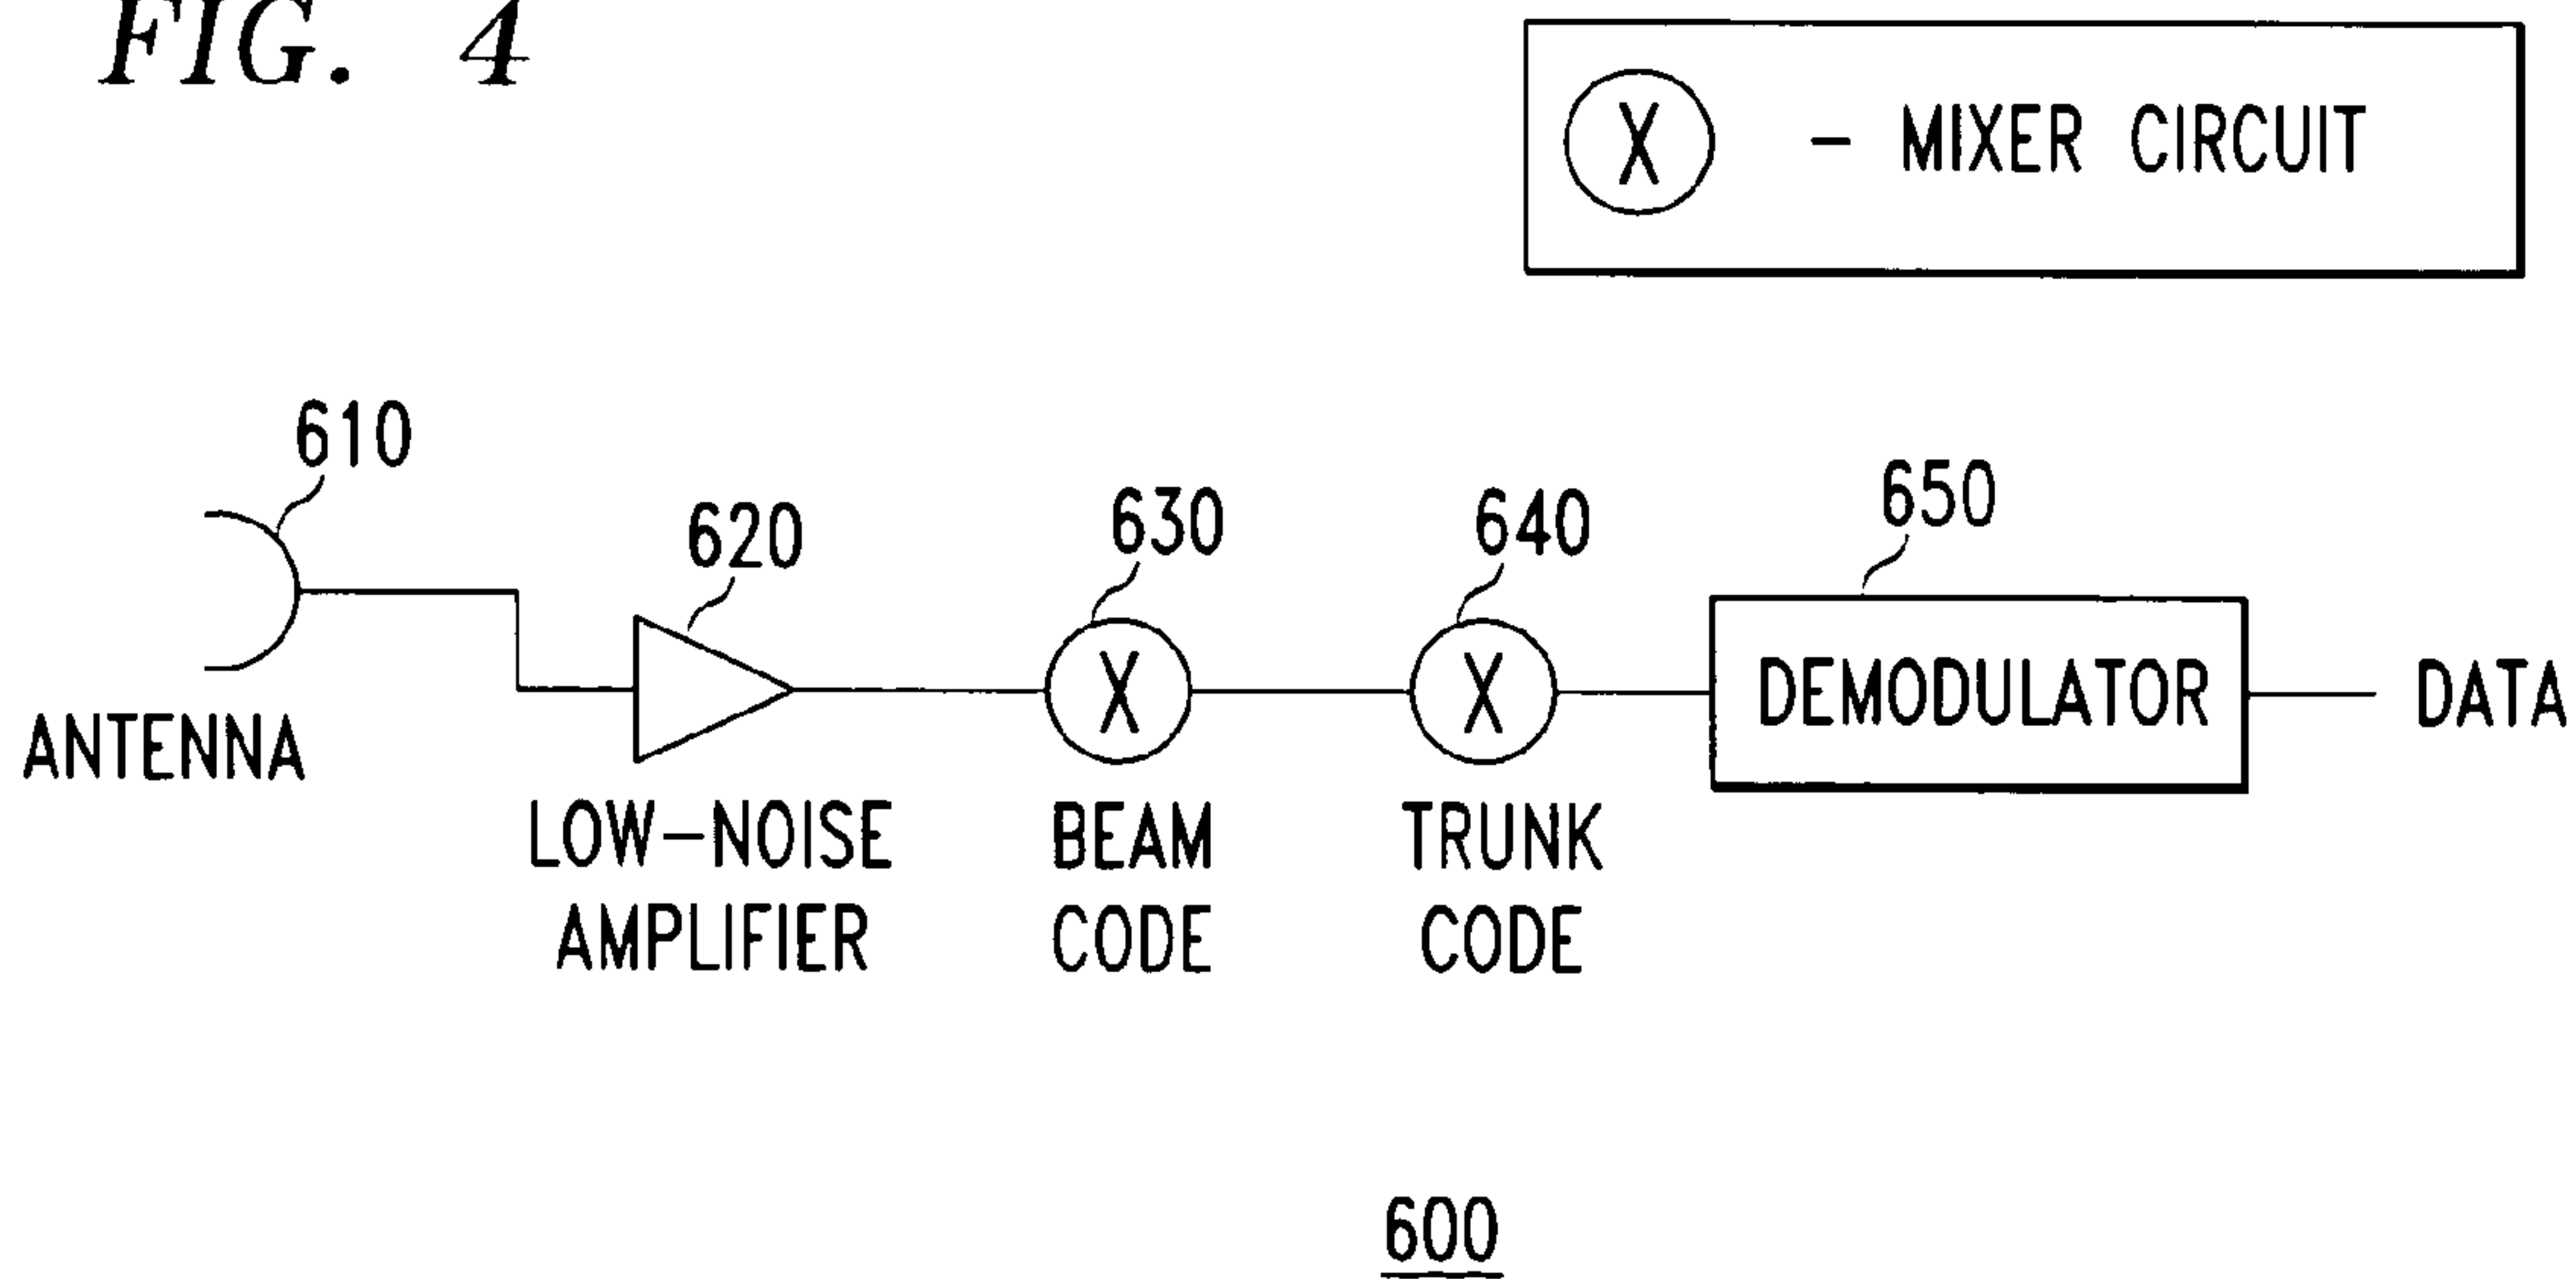 FIG. 4
X - MIXER CIRCUIT
610
620
630
640
650
X
X
DEMODULATOR
DATA
ANTENNA
LOW-NOISE
AMPLIFIER
BEAM
CODE
TRUNK
CODE
600